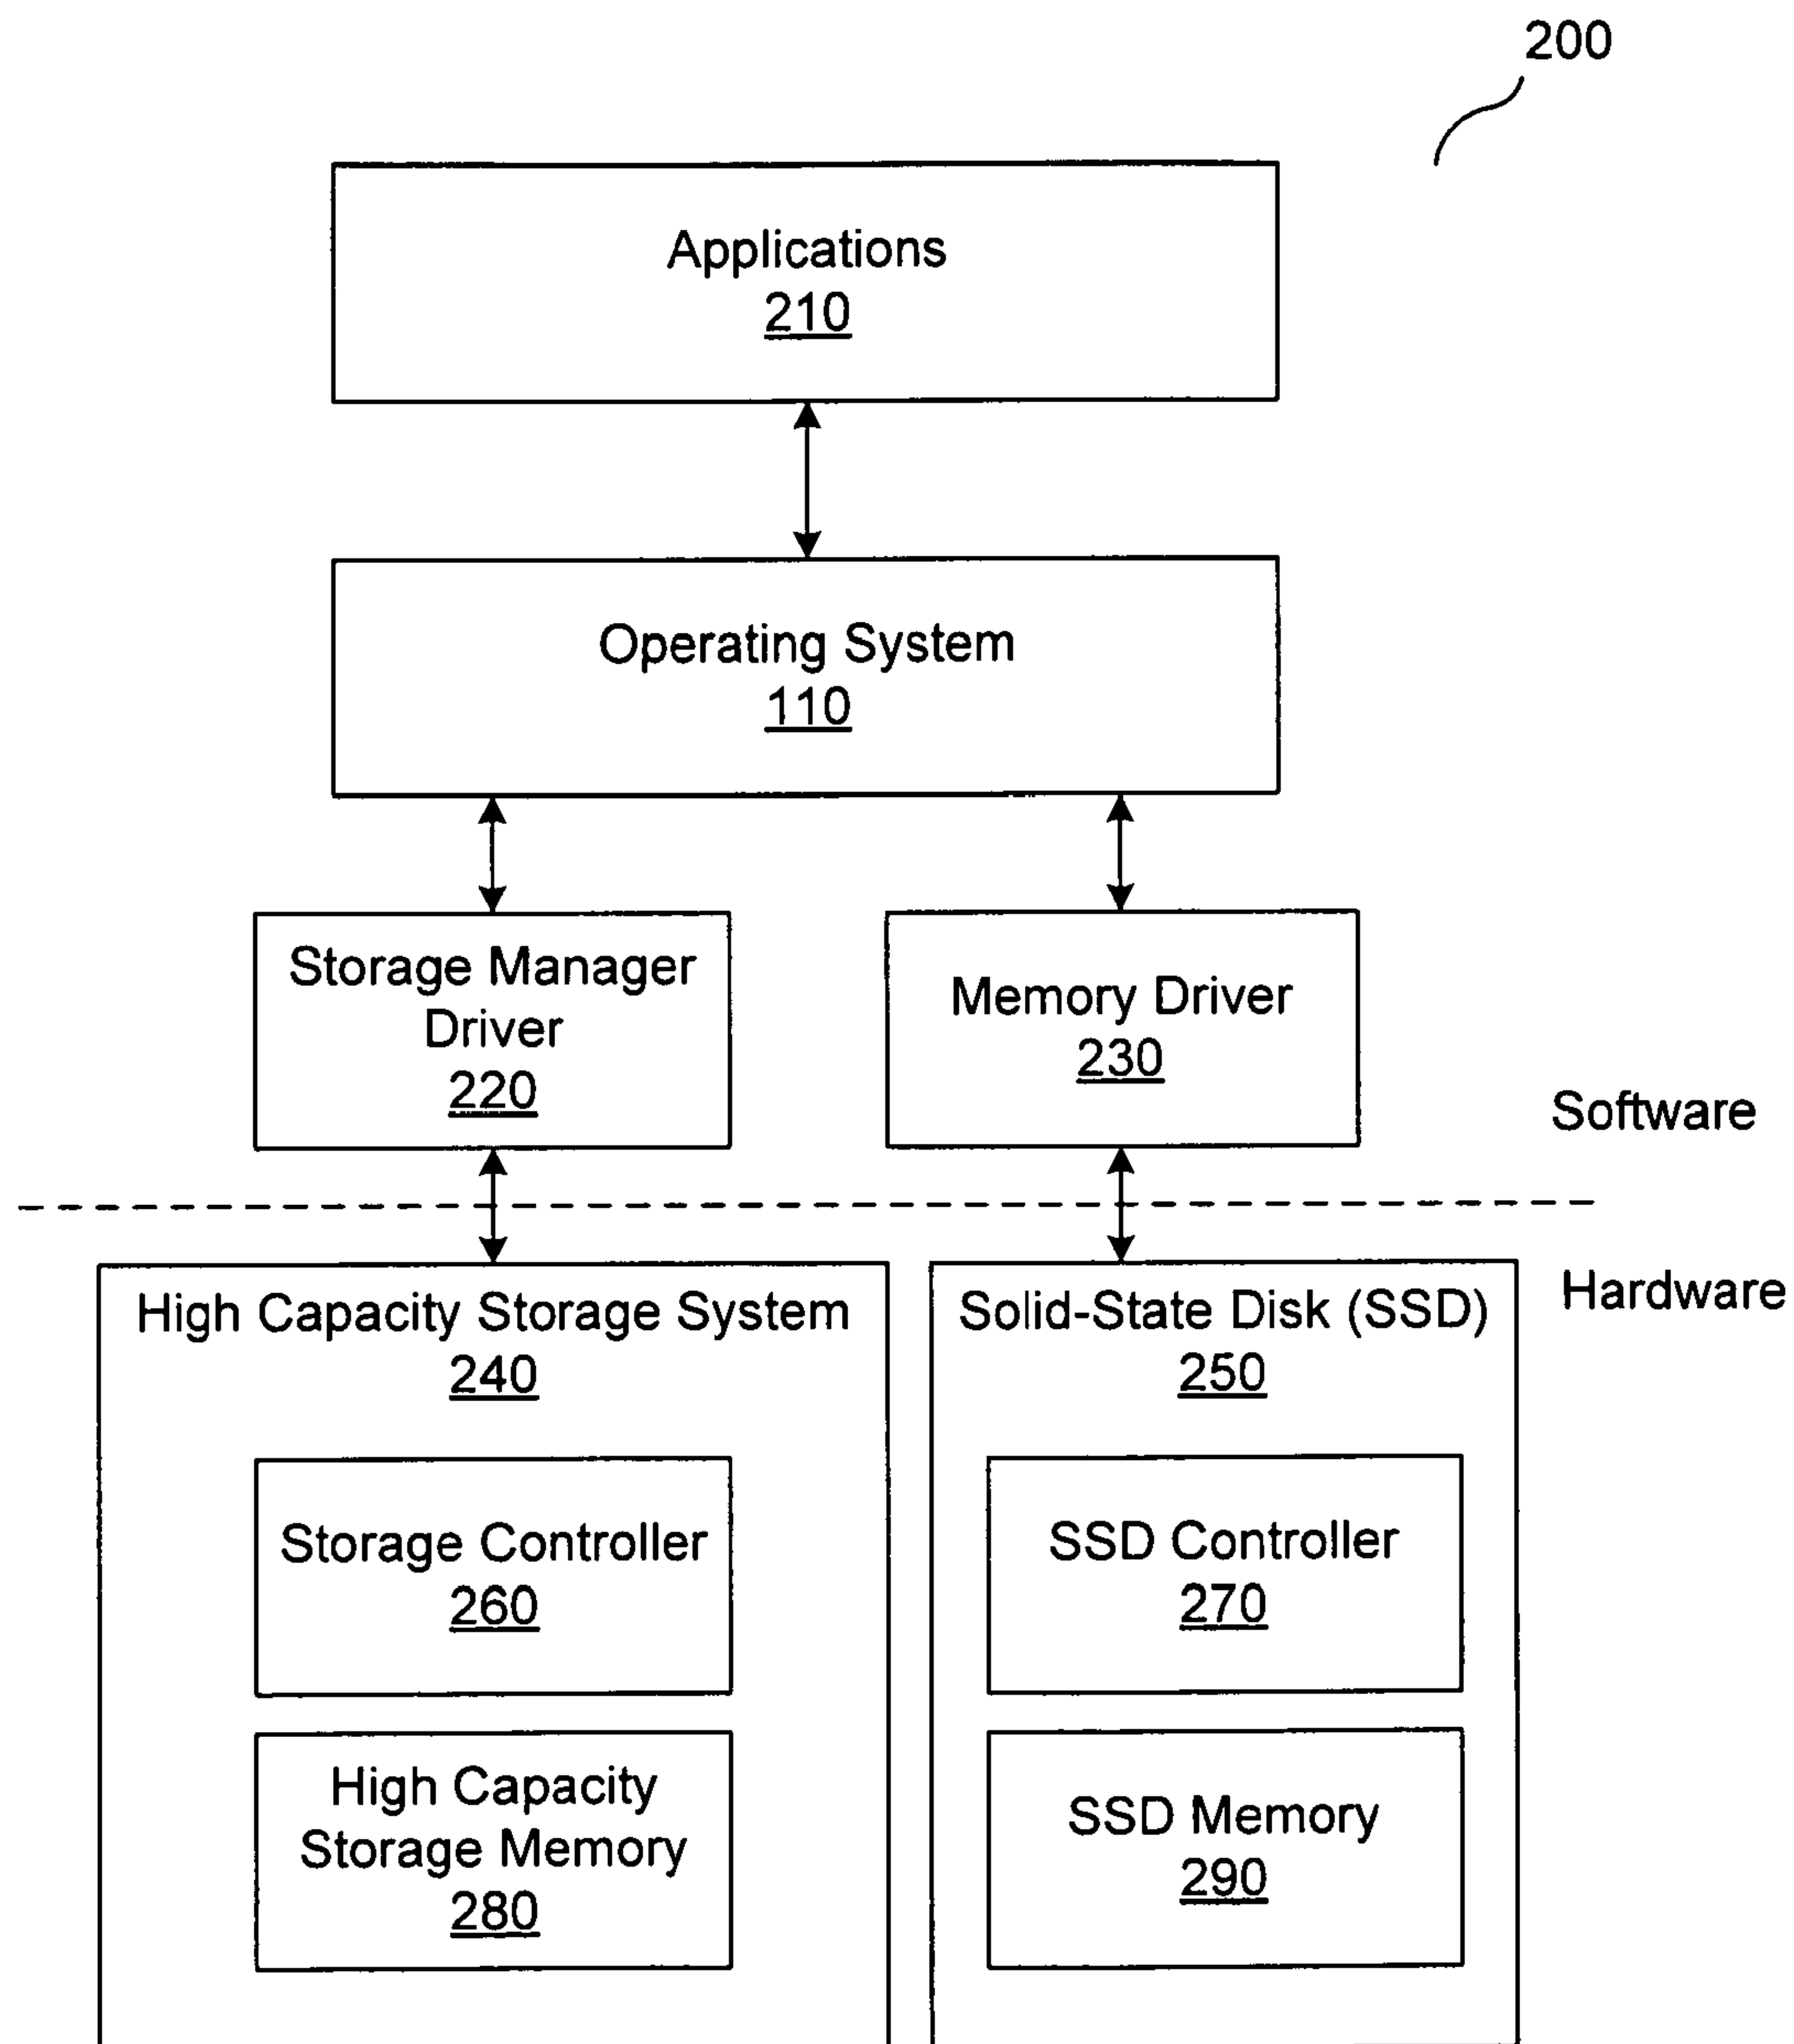 200
Applications
210
Operating System
110
Storage Manager
Driver
220
Memory Driver
230
Software
Hardware
High Capacity Storage System
240
Solid-State Disk (SSD)
250
Storage Controller
260
SSD Controller
270
High Capacity
Storage Memory
280
SSD Memory
290